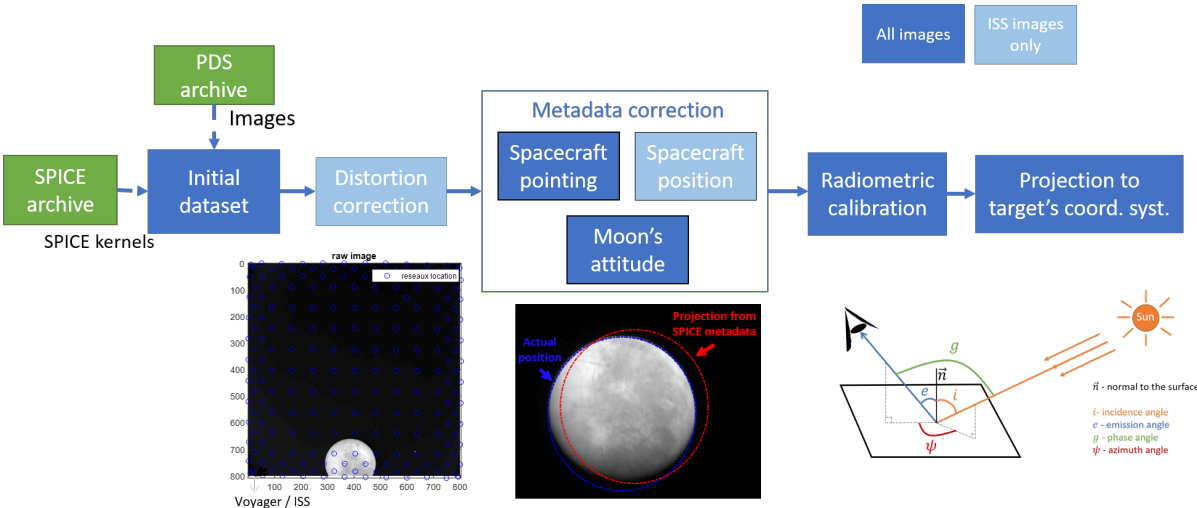 All images
ISS images
only
PDS
archive
Images
SPICE
archive
SPICE kernels
Initial
dataset
Distortion
correction
Metadata correction
Spacecraft
pointing
Spacecraft
position
Moon's
attitude
Radiometric
calibration
Projection to
target's coord. syst.
raw image
reseaux location
0
100
200
300
400
500
600
700
800
100 200 300 400 500 600 700 800
Voyager / ISS
Actual
position
Projection from
SPICE metadata
Sun
g
n⃗
e
i
ψ
n⃗ - normal to the surface
i- incidence angle
e - emission angle
g - phase angle
ψ - azimuth angle